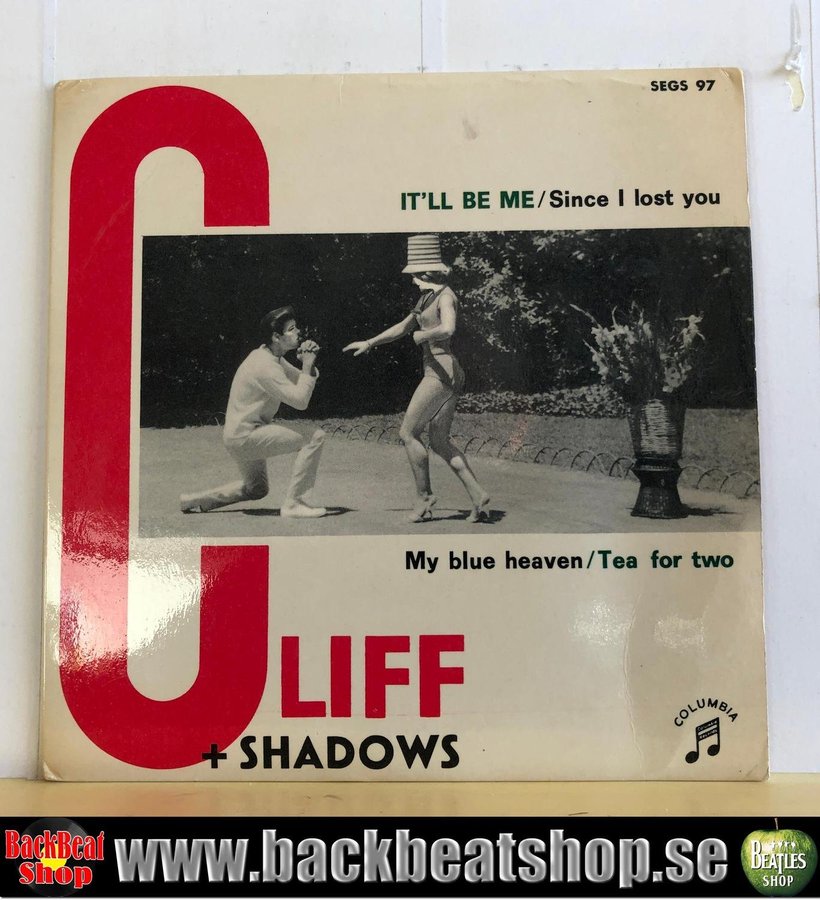 SEGS 97
IT'LL BE ME/Since I lost you
My blue heaven/Tea for two
CLIFF
+ SHADOWS
COLUMBIA
BackBeat
Shop
www.backbeatshop.se
BEATLES
SHOP